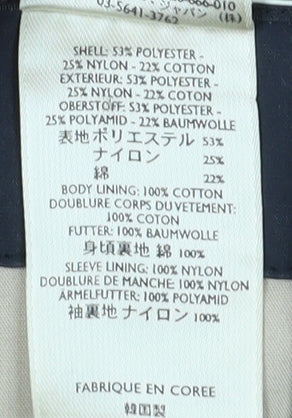 03-5641-3762 (株)
SHELL: 53% POLYESTER -
25% NYLON - 22% COTTON
EXTERIEUR: 53% POLYESTER -
25% NYLON - 22% COTON
OBERSTOFF: 53% POLYESTER -
25% POLYAMID - 22% BAUMWOLLE
表地 ポリエステル 53%
ナイロン 25%
綿 22%
BODY LINING: 100% COTTON
DOUBLURE CORPS DU VETEMENT:
100% COTON
FUTTER: 100% BAUMWOLLE
身頃裏地 綿 100%
SLEEVE LINING: 100% NYLON
DOUBLURE DE MANCHE: 100% NYLON
ARMELFUTTER: 100% POLYAMID
袖裏地 ナイロン 100%
FABRIQUE EN COREE
韓国製